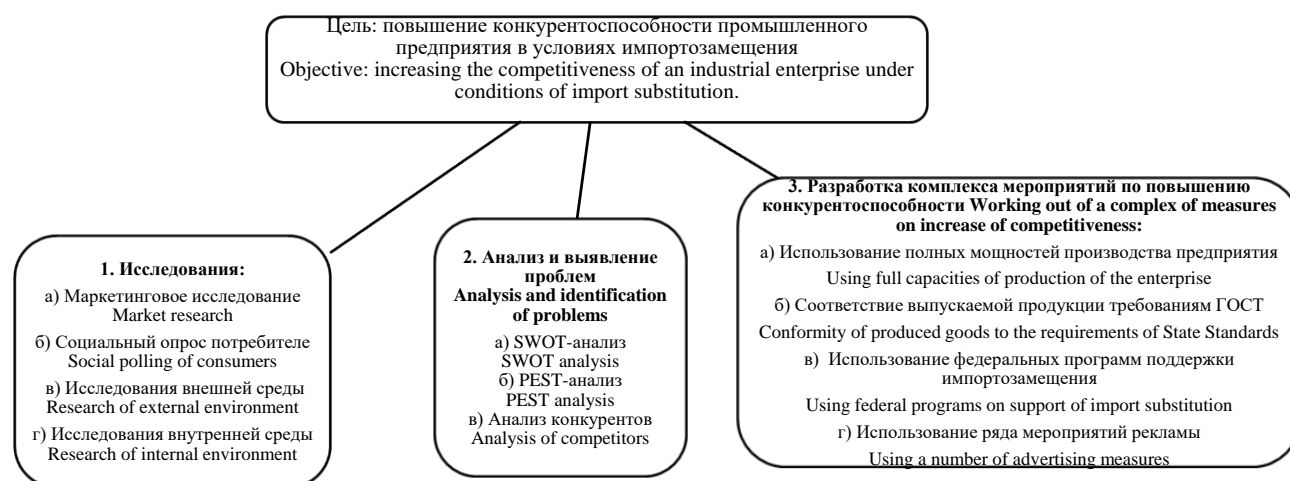 Цель: повышение конкурентоспособности промышленного
предприятия в условиях импортозамещения
Objective: increasing the competitiveness of an industrial enterprise under
conditions of import substitution.
1. Исследования:
а) Маркетинговое исследование
Market research
б) Социальный опрос потребителе
Social polling of consumers
в) Исследования внешней среды
Research of external environment
г) Исследования внутренней среды
Research of internal environment
2. Анализ и выявление
проблем
Analysis and identification
of problems
а) SWOT-анализ
SWOT analysis
б) PEST-анализ
PEST analysis
в) Анализ конкурентов
Analysis of competitors
3. Разработка комплекса мероприятий по повышению
конкурентоспособности Working out of a complex of measures
on increase of competitiveness:
а) Использование полных мощностей производства предприятия
Using full capacities of production of the enterprise
б) Соответствие выпускаемой продукции требованиям ГОСТ
Conformity of produced goods to the requirements of State Standards
в) Использование федеральных программ поддержки
импортозамещения
Using federal programs on support of import substitution
г) Использование ряда мероприятий рекламы
Using a number of advertising measures